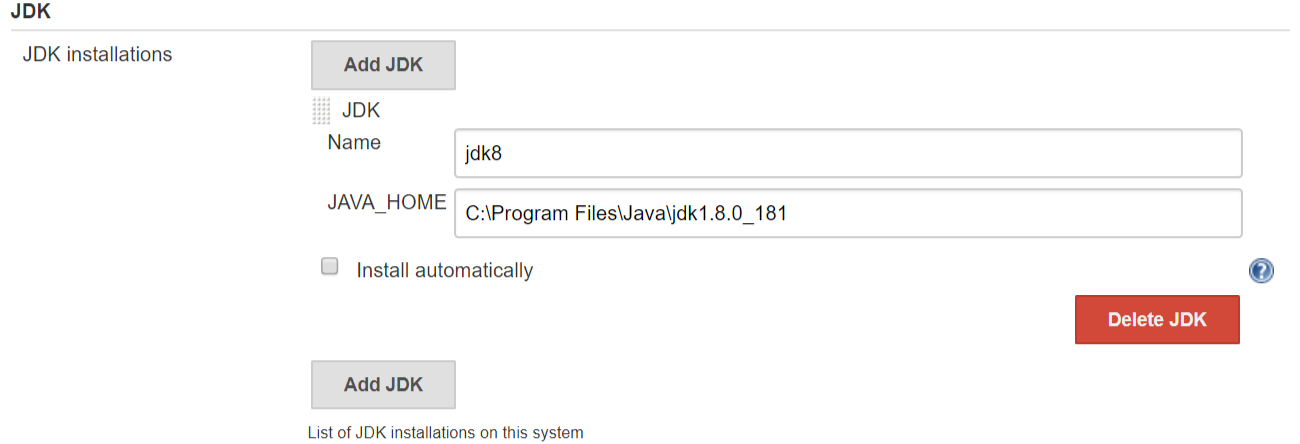 JDK
JDK installations
Add JDK
JDK
Name
jdk8
JAVA_HOME
C:\Program Files\Java\jdk1.8.0_181
Install automatically
?
Delete JDK
Add JDK
List of JDK installations on this system